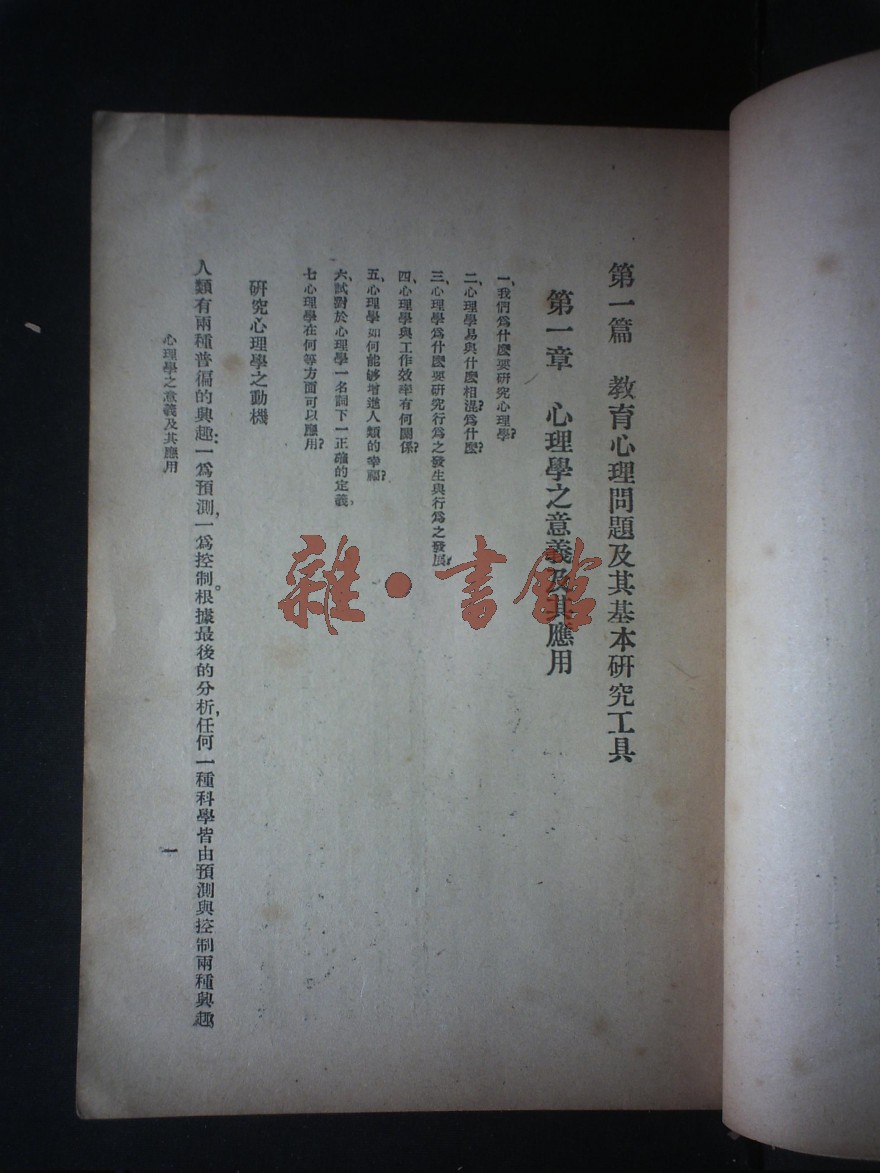 第一篇　教育心理問題及其基本研究工具
第一章　心理學之意義及其應用
一、我們爲什麽要研究心理學？
二、心理學易與什麽相混？爲什麽？
三、心理學爲什麽要研究行爲之發生與行爲之發展？
四、心理學與工作效率有何關係？
五、心理學如何能够增進人類的幸福？
六、試對於心理學一名詞下一正確的定義。
七、心理學在何等方面可以應用？
研究心理學之動機
人類有兩種普徧的興趣：一爲預測，一爲控制。根據最後的分析，任何一種科學皆由預測與控制兩種興趣
心理學之意義及其應用
一
雜・書館